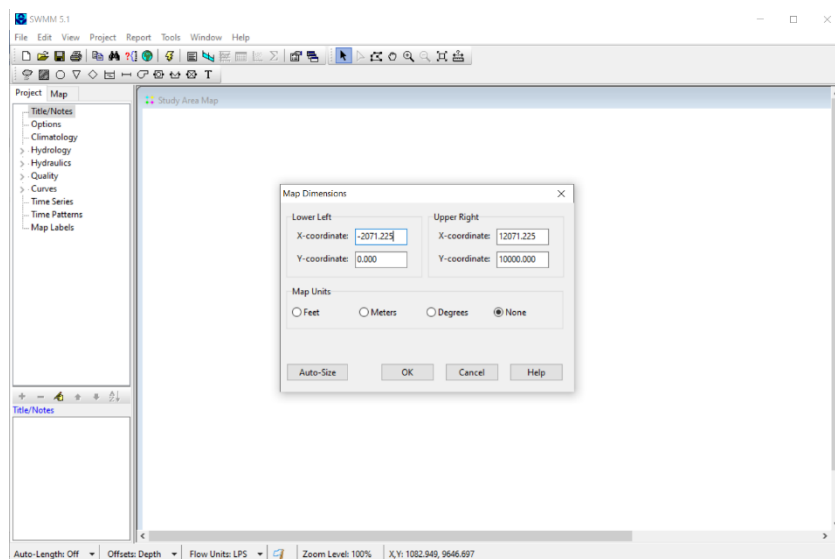 SWMM 5.1
File Edit View Project Report Tools Window Help
T
Project Map
Study Area Map
Title/Notes
Options
Climatology
Hydrology
Hydraulics
Quality
Curves
Time Series
Time Patterns
Map Labels
Map Dimensions
Lower Left
Upper Right
X-coordinate: -2071.225
X-coordinate: 12071.225
Y-coordinate: 0.000
Y-coordinate: 10000.000
Map Units
Feet Meters Degrees None
Auto-Size OK Cancel Help
Title/Notes
Auto-Length: Off Offsets: Depth Flow Units: LPS Zoom Level: 100% X,Y: 1082.949, 9646.697